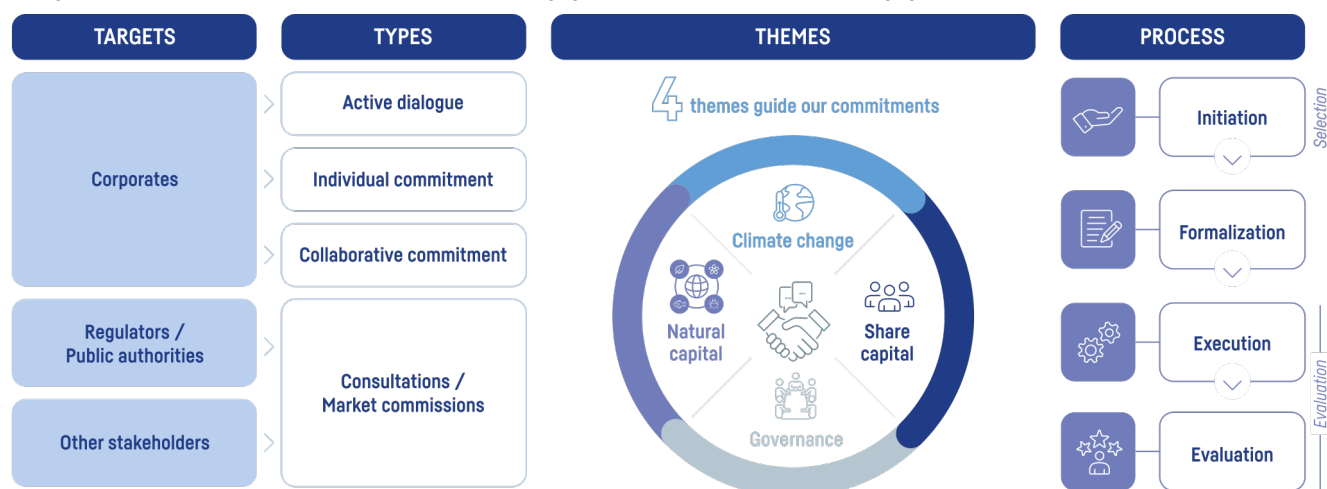 TARGETS
TYPES
THEMES
PROCESS
Corporates
Regulators /
Public authorities
Other stakeholders
Active dialogue
Individual commitment
Collaborative commitment
Consultations /
Market commissions
4 themes guide our commitments
Climate change
Natural
capital
Share
capital
Governance
Initiation
Formalization
Execution
Evaluation
Selection
Evaluation